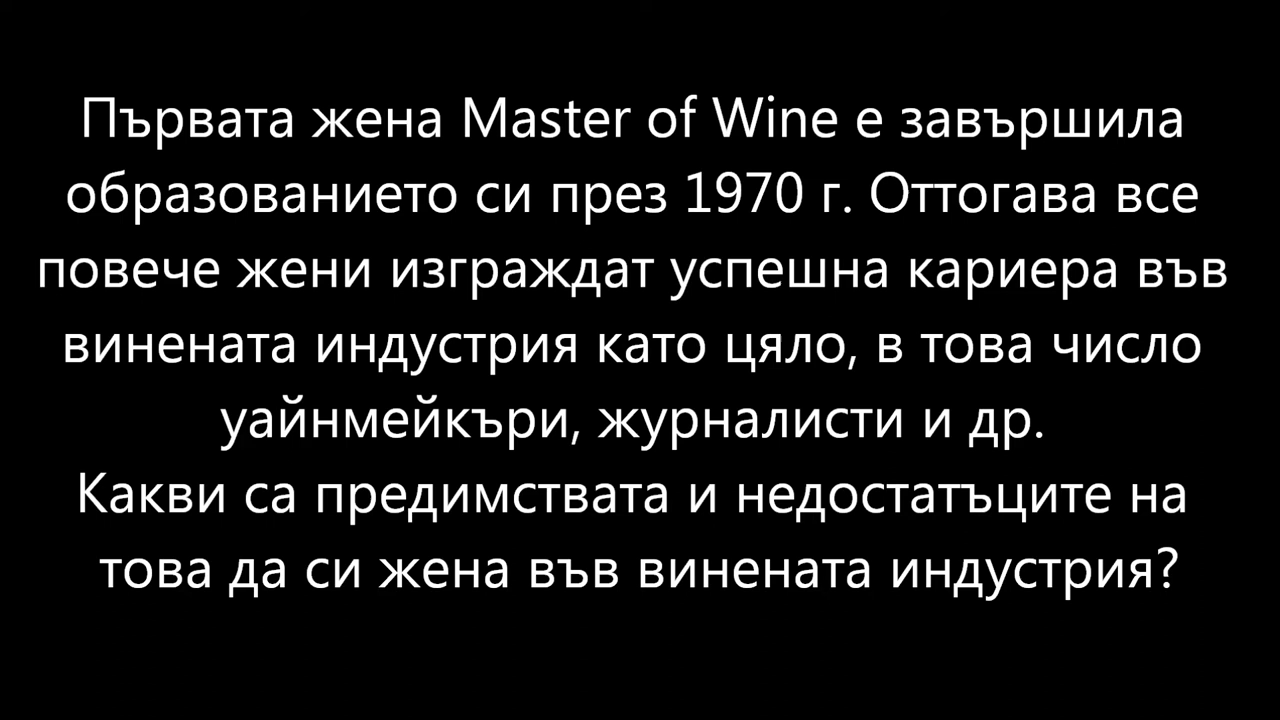 Първата жена Master of Wine е завършила
образованието си през 1970 г. Оттогава все
повече жени изграждат успешна кариера във
винената индустрия като цяло, в това число
уайнмейкъри, журналисти и др.
Какви са предимствата и недостатъците на
това да си жена във винената индустрия?